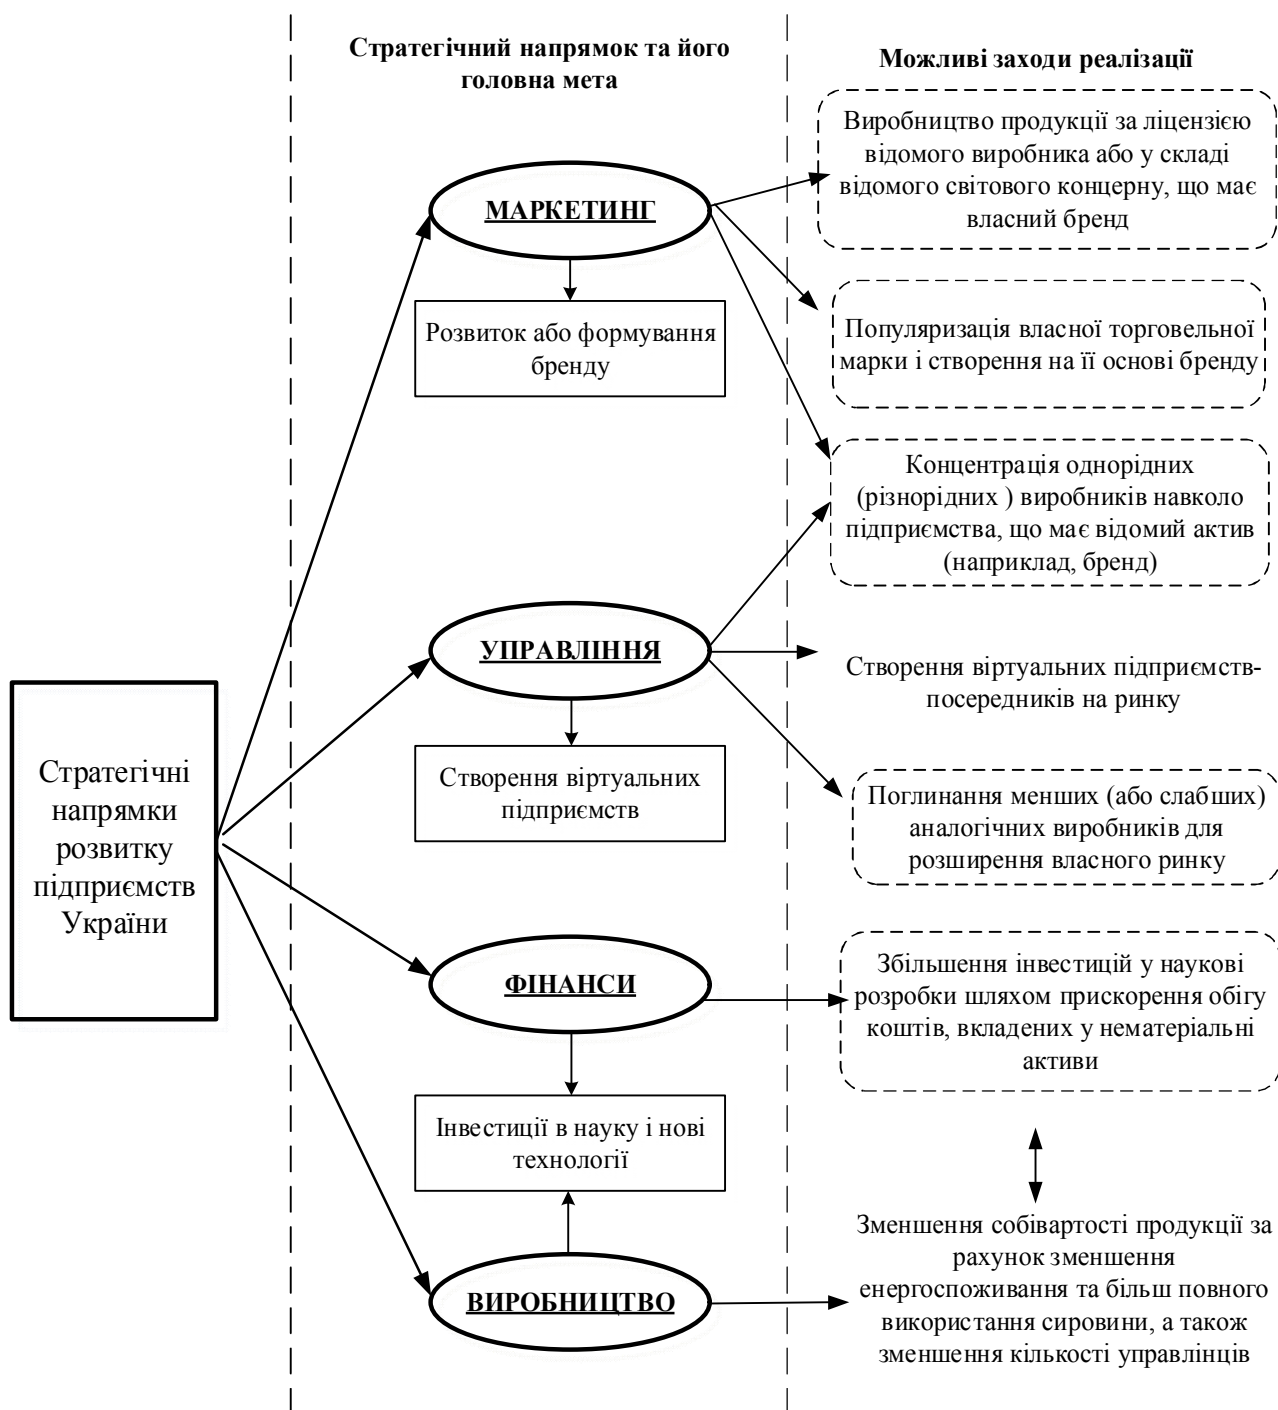 Стратегічний напрямок та його
головна мета
Можливі заходи реалізації
Стратегічні
напрямки
розвитку
підприємств
України
МАРКЕТИНГ
Розвиток або формування
бренду
Виробництво продукції за ліцензією
відомого виробника або у складі
відомого світового концерну, що має
власний бренд
Популяризація власної торговельної
марки і створення на її основі бренду
Концентрація однорідних
(різнорідних ) виробників навколо
підприємства, що має відомий актив
(наприклад, бренд)
УПРАВЛІННЯ
Створення віртуальних
підприємств
Створення віртуальних підприємств-
посередників на ринку
Поглинання менших (або слабших)
аналогічних виробників для
розширення власного ринку
ФІНАНСИ
Інвестиції в науку і нові
технології
Збільшення інвестицій у наукові
розробки шляхом прискорення обігу
коштів, вкладених у нематеріальні
активи
ВИРОБНИЦТВО
Зменшення собівартості продукції за
рахунок зменшення
енергоспоживання та більш повного
використання сировини, а також
зменшення кількості управлінців